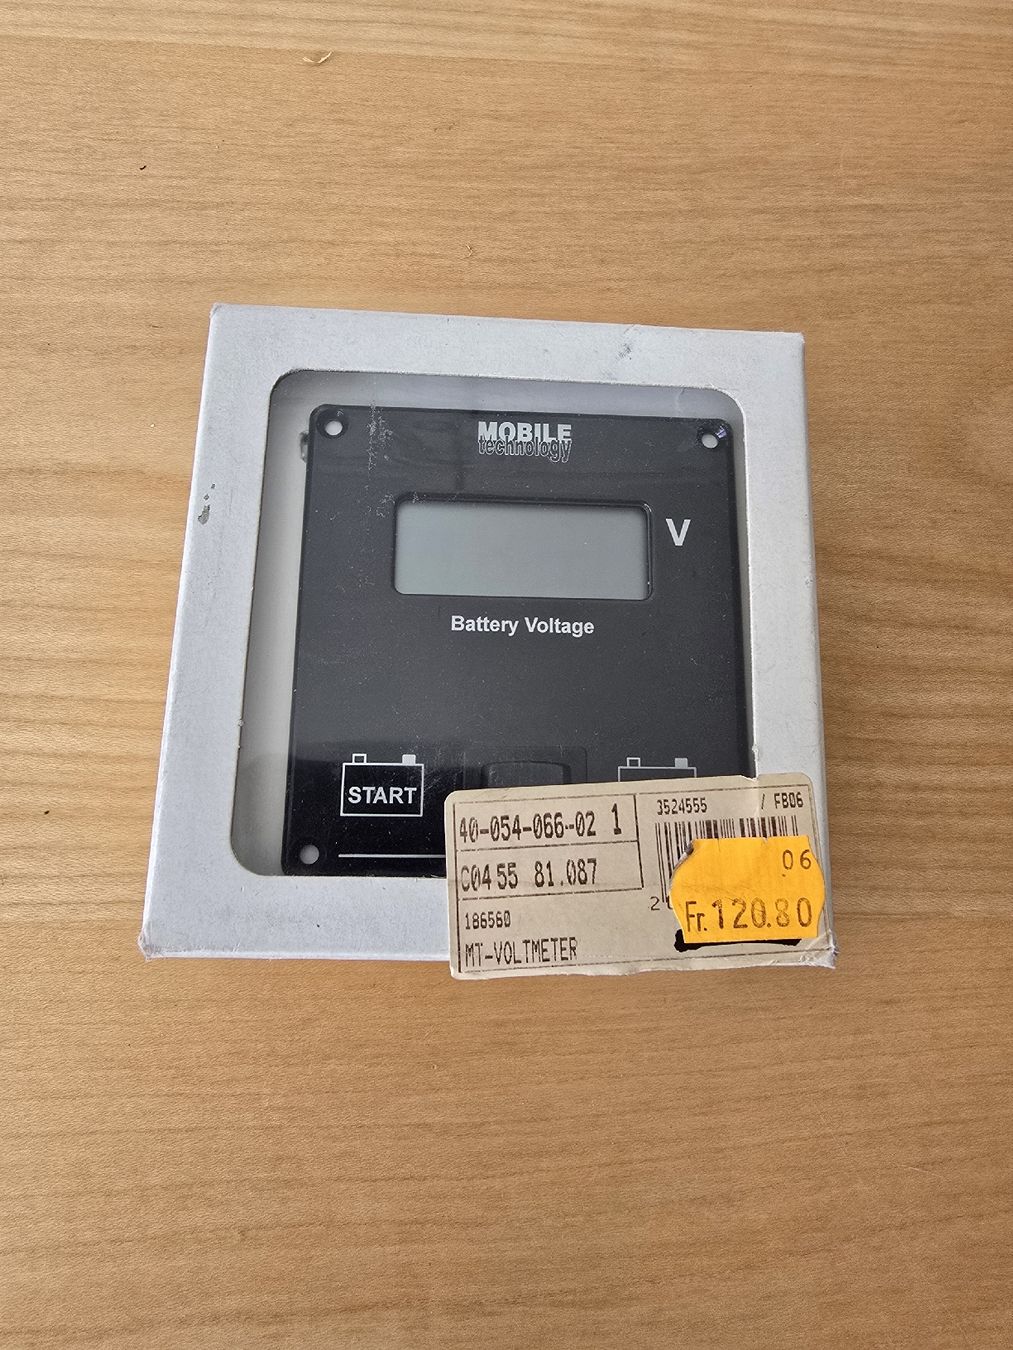 MOBILE
technology
V
Battery Voltage
START
40-054-066-02 1
3524555 / FB06
C04 55 81.087
06
186560
2
Fr. 120.80
MT-VOLTMETER